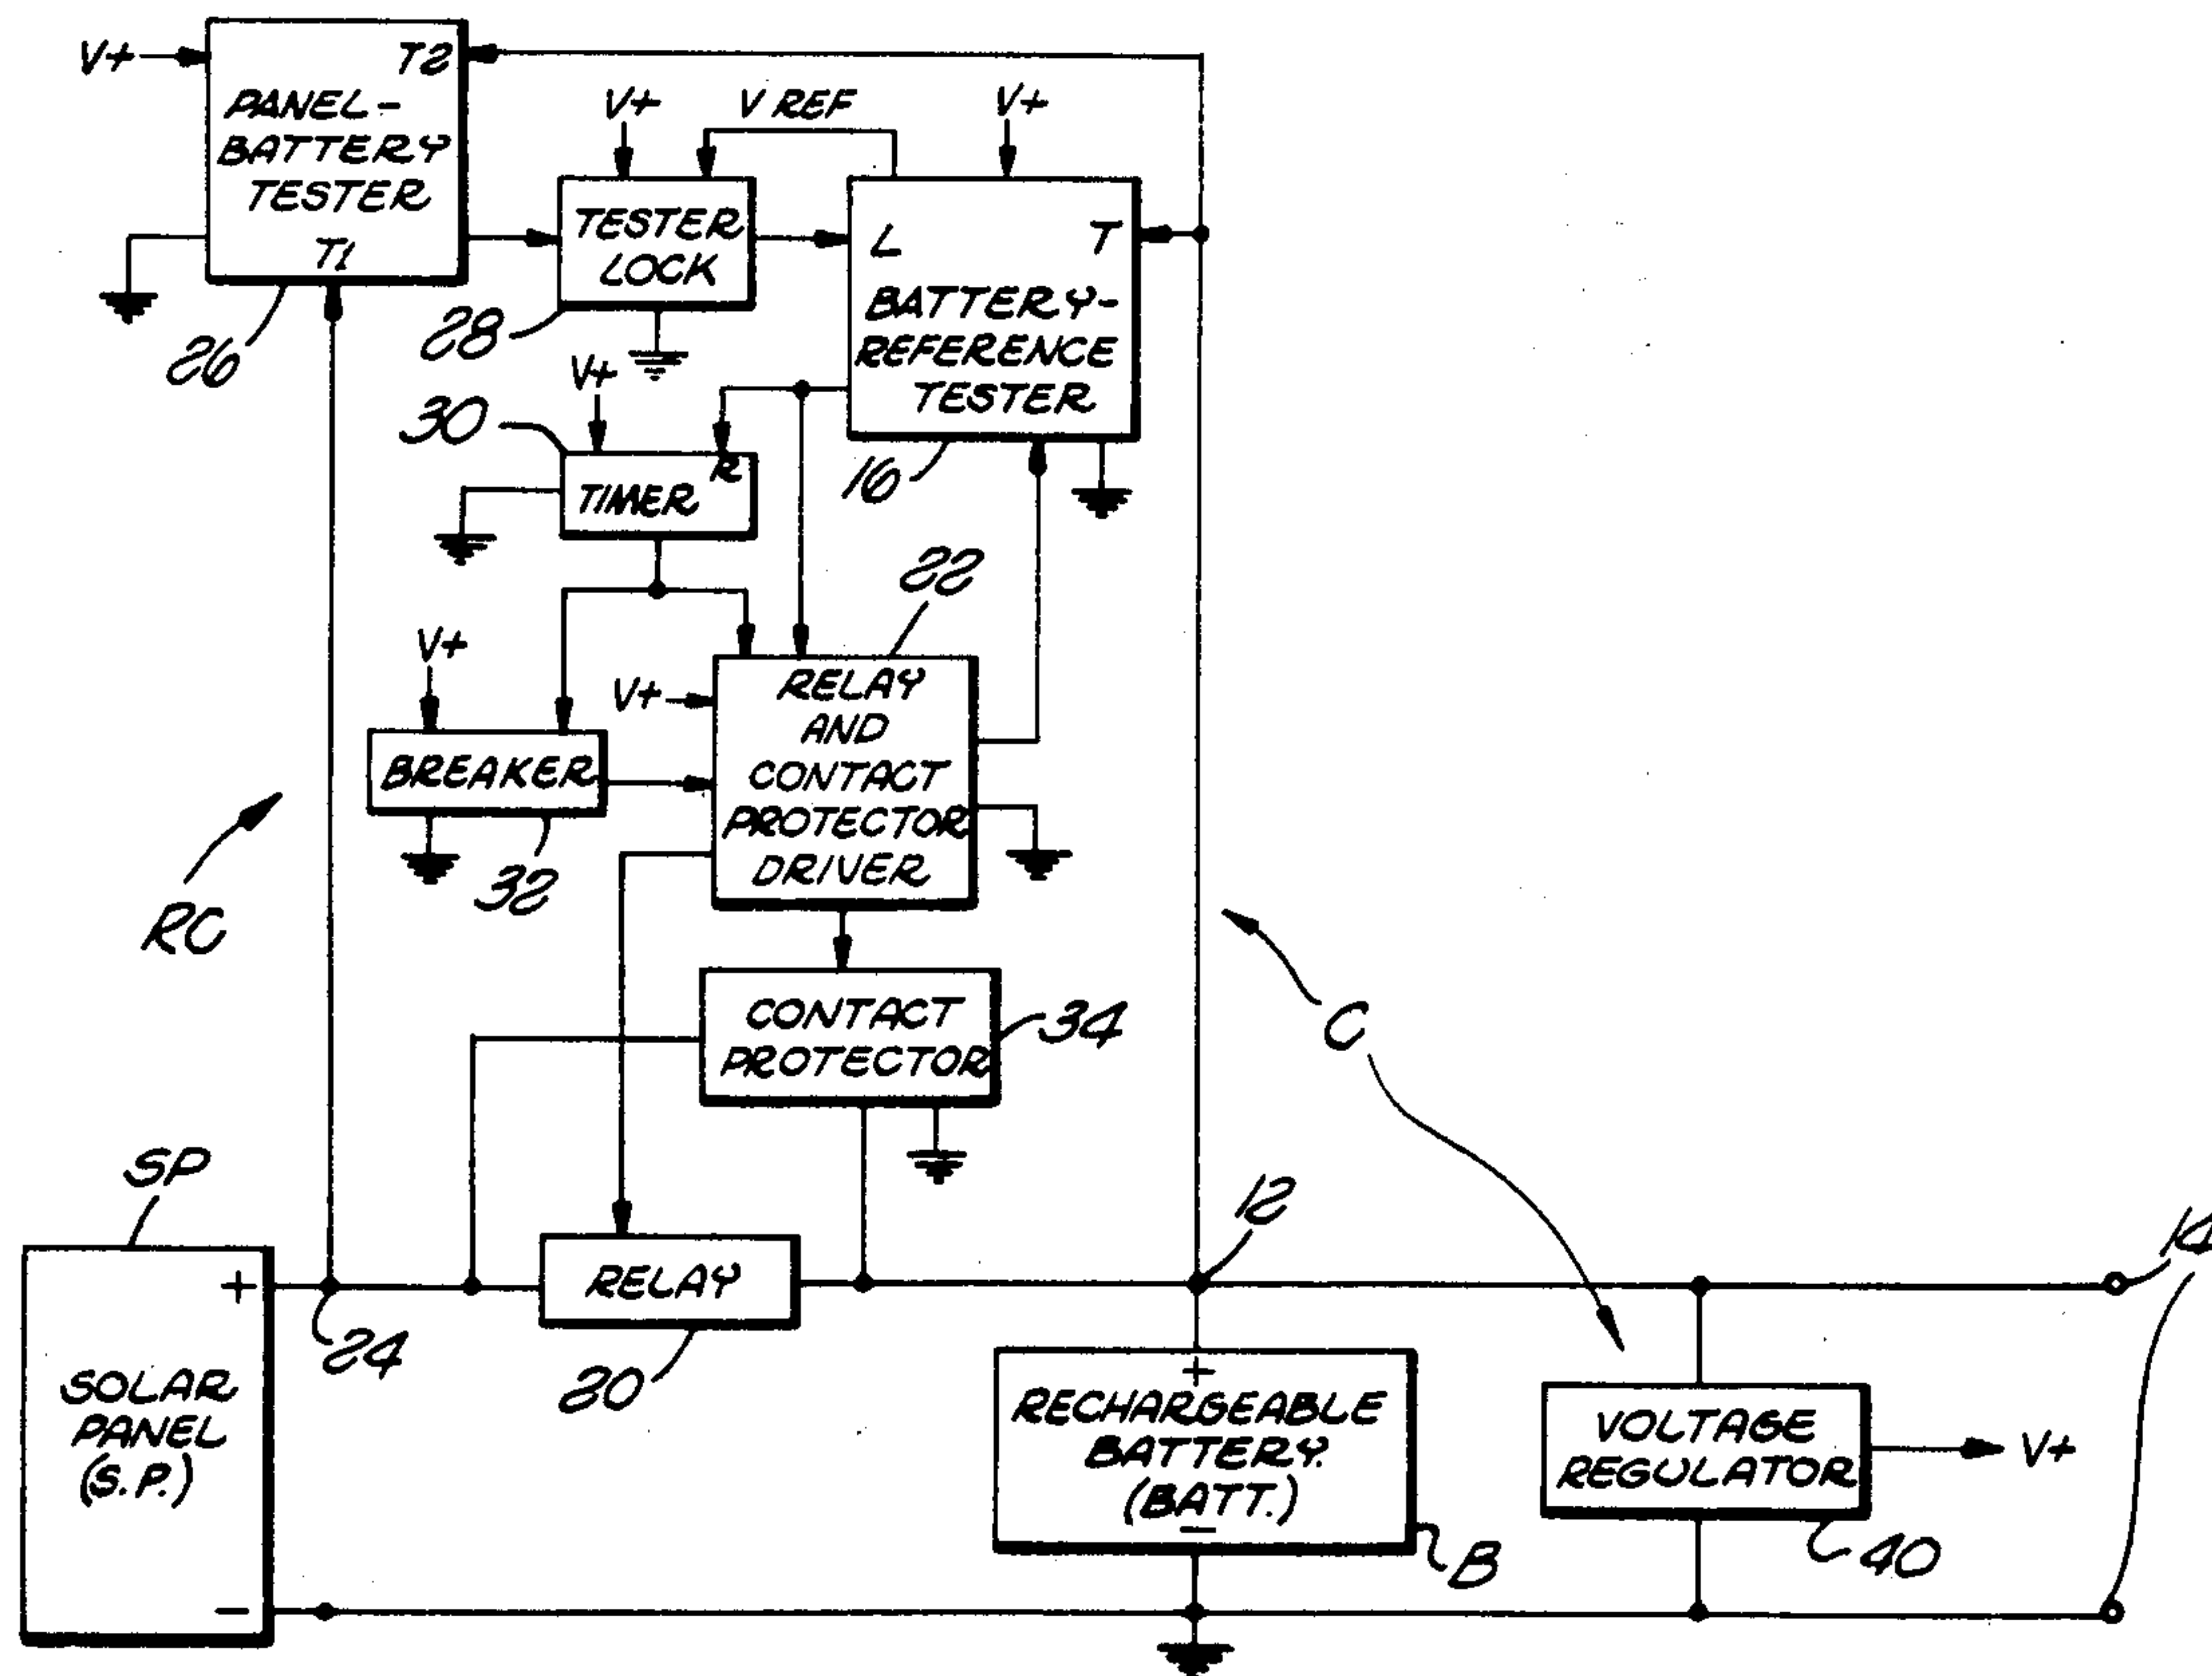 V+
T2
PANEL-
BATTERY
TESTER
T1
26
V+
V REF
V+
TESTER
LOCK
28
L
T
BATTERY-
REFERENCE
TESTER
16
V+
30
R
TIMER
22
V+
V+
RELAY
AND
CONTACT
PROTECTOR
DRIVER
BREAKER
32
RC
CONTACT
PROTECTOR
34
C
SP
12
14
+
RELAY
24
20
SOLAR
PANEL
(S.P.)
-
+
RECHARGEABLE
BATTERY.
(BATT.)
-
B
VOLTAGE
REGULATOR
V+
40